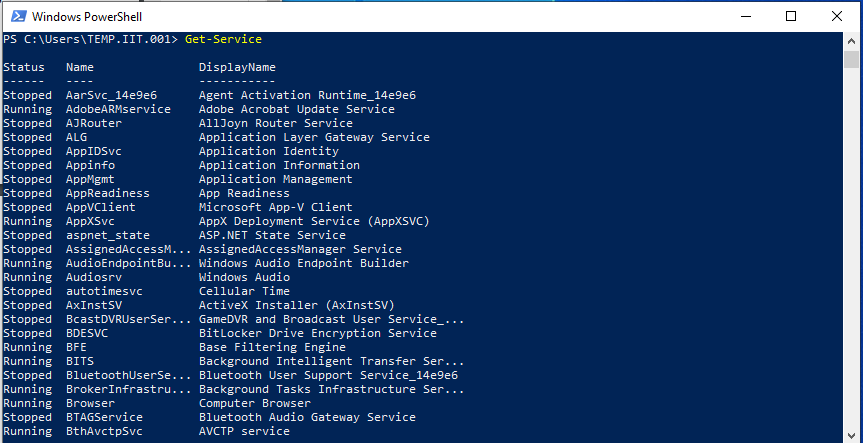 Windows PowerShell
PS C:\Users\TEMP.IIT.001> Get-Service
Status   Name               DisplayName
------   ----               -----------
Stopped  AarSvc_14e9e6      Agent Activation Runtime_14e9e6
Running  AdobeARMservice    Adobe Acrobat Update Service
Stopped  AJRouter           AllJoyn Router Service
Stopped  ALG                Application Layer Gateway Service
Stopped  AppIDSvc           Application Identity
Stopped  Appinfo            Application Information
Stopped  AppMgmt            Application Management
Stopped  AppReadiness       App Readiness
Stopped  AppVClient         Microsoft App-V Client
Running  AppXSvc            AppX Deployment Service (AppXSVC)
Stopped  aspnet_state       ASP.NET State Service
Stopped  AssignedAccessM... AssignedAccessManager Service
Running  AudioEndpointBu... Windows Audio Endpoint Builder
Running  Audiosrv           Windows Audio
Stopped  autotimesvc        Cellular Time
Stopped  AxInstSV           ActiveX Installer (AxInstSV)
Stopped  BcastDVRUserSer... GameDVR and Broadcast User Service_...
Stopped  BDESVC             BitLocker Drive Encryption Service
Running  BFE                Base Filtering Engine
Running  BITS               Background Intelligent Transfer Ser...
Stopped  BluetoothUserSe... Bluetooth User Support Service_14e9e6
Running  BrokerInfrastru... Background Tasks Infrastructure Ser...
Running  Browser            Computer Browser
Stopped  BTAGService        Bluetooth Audio Gateway Service
Running  BthAvctpSvc        AVCTP service